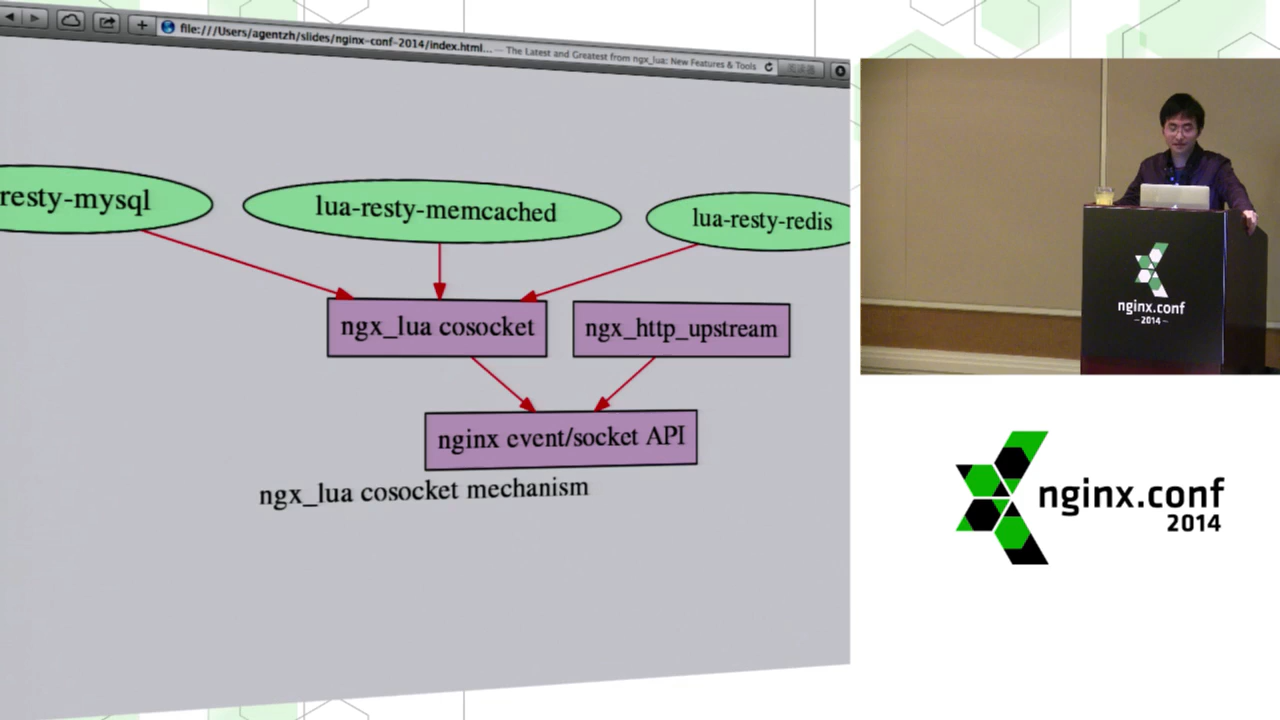 file:///Users/agentzh/slides/nginx-conf-2014/index.html... — The Latest and Greatest from ngx_lua: New Features & Tools
resty-mysql
lua-resty-memcached
lua-resty-redis
ngx_lua cosocket
ngx_http_upstream
nginx event/socket API
ngx_lua cosocket mechanism
nginx.conf
—2014—
nginx.conf
2014